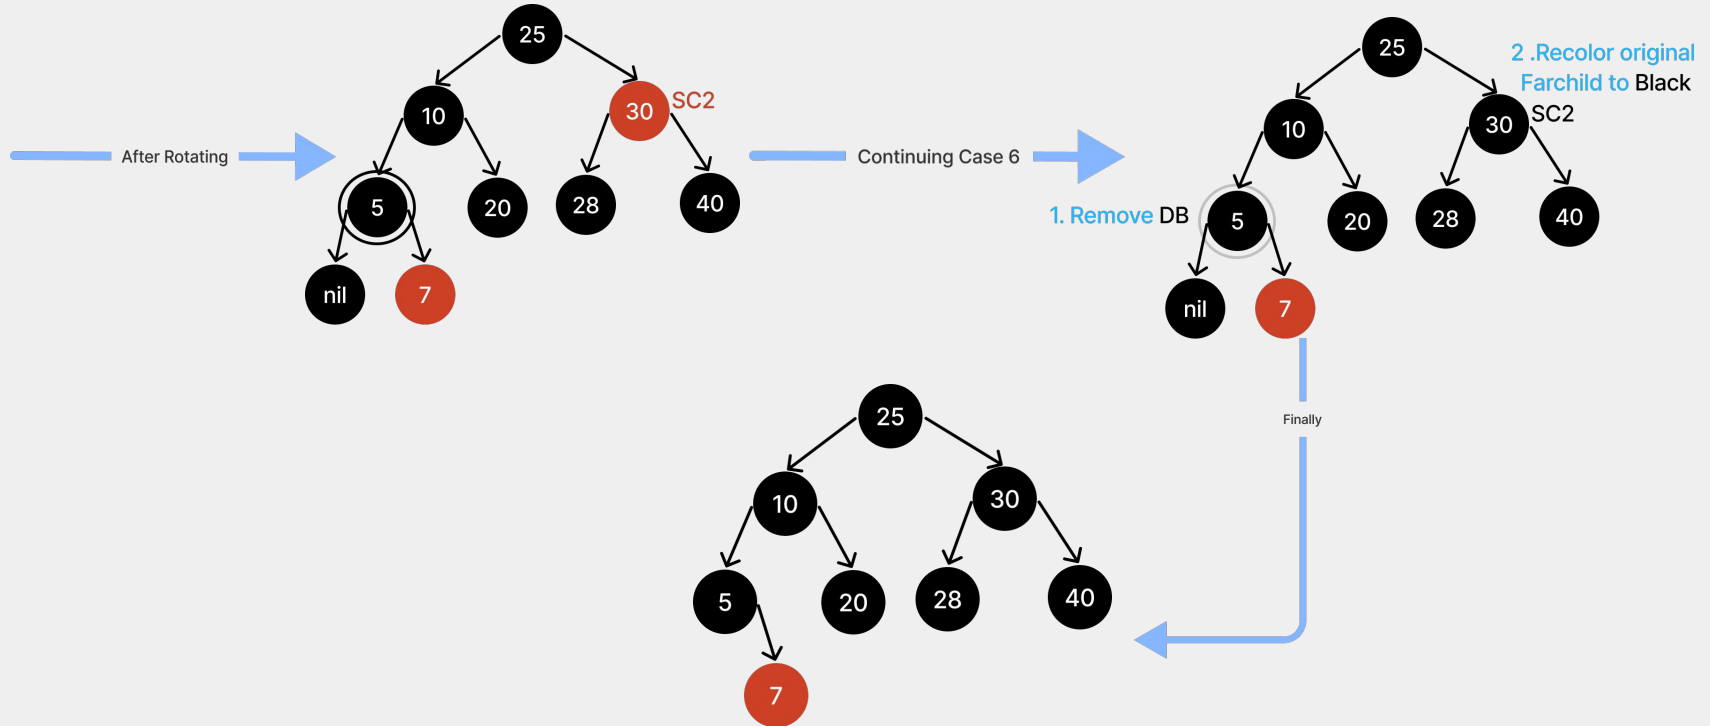 25
10
30
SC2
5
20
28
40
nil
7
After Rotating
Continuing Case 6
25
2 .Recolor original
Farchild to Black
SC2
10
30
1. Remove DB
5
20
28
40
nil
7
Finally
25
10
30
5
20
28
40
7